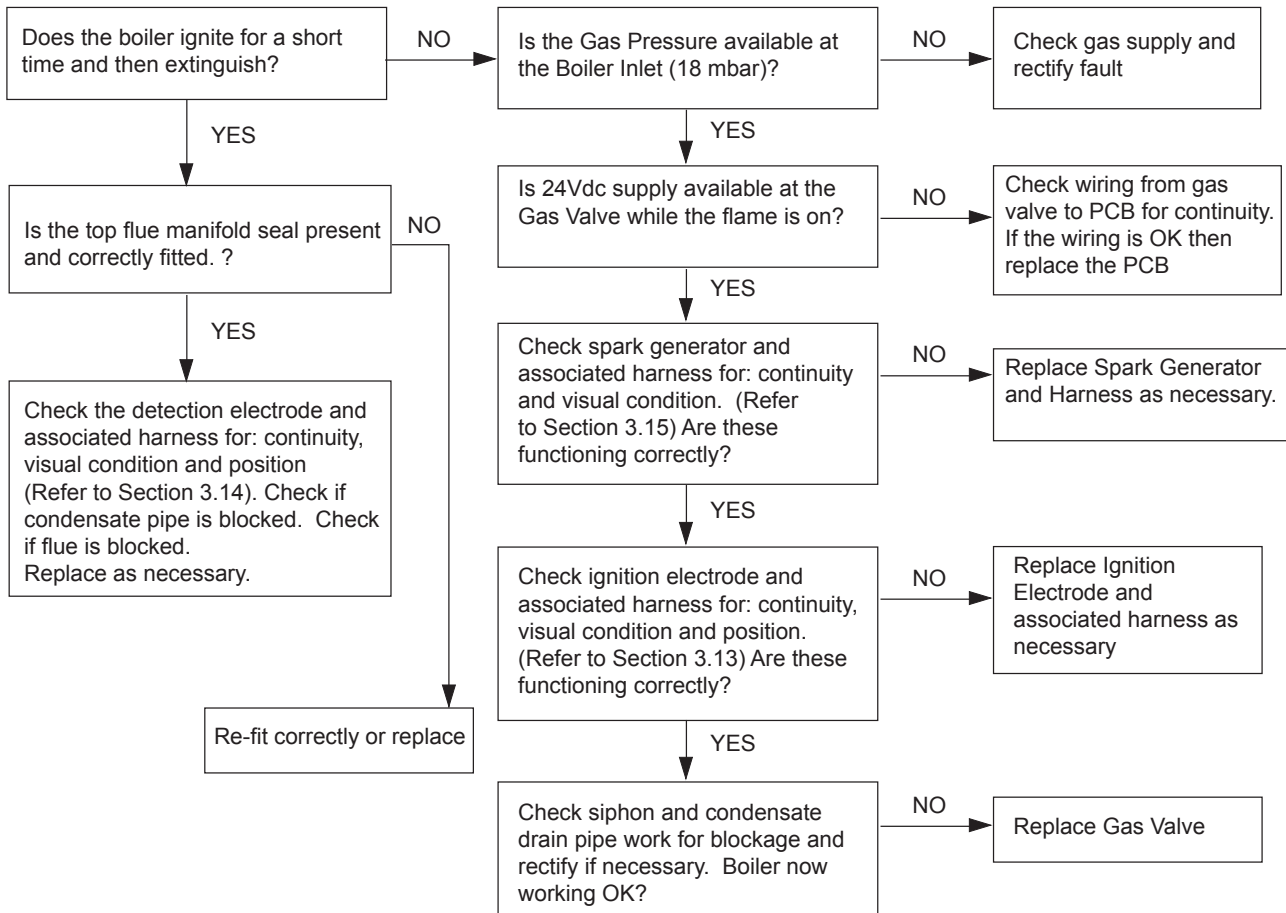 Does the boiler ignite for a short
time and then extinguish?
NO
Is the Gas Pressure available at
the Boiler Inlet (18 mbar)?
NO
Check gas supply and
rectify fault
YES
YES
Is the top flue manifold seal present
and correctly fitted. ?
NO
Is 24Vdc supply available at the
Gas Valve while the flame is on?
NO
Check wiring from gas
valve to PCB for continuity.
If the wiring is OK then
replace the PCB
YES
YES
Check the detection electrode and
associated harness for: continuity,
visual condition and position
(Refer to Section 3.14). Check if
condensate pipe is blocked. Check
if flue is blocked.
Replace as necessary.
Check spark generator and
associated harness for: continuity
and visual condition. (Refer
to Section 3.15) Are these
functioning correctly?
NO
Replace Spark Generator
and Harness as necessary.
YES
Check ignition electrode and
associated harness for: continuity,
visual condition and position.
(Refer to Section 3.13) Are these
functioning correctly?
NO
Replace Ignition
Electrode and
associated harness as
necessary
Re-fit correctly or replace
YES
Check siphon and condensate
drain pipe work for blockage and
rectify if necessary. Boiler now
working OK?
NO
Replace Gas Valve